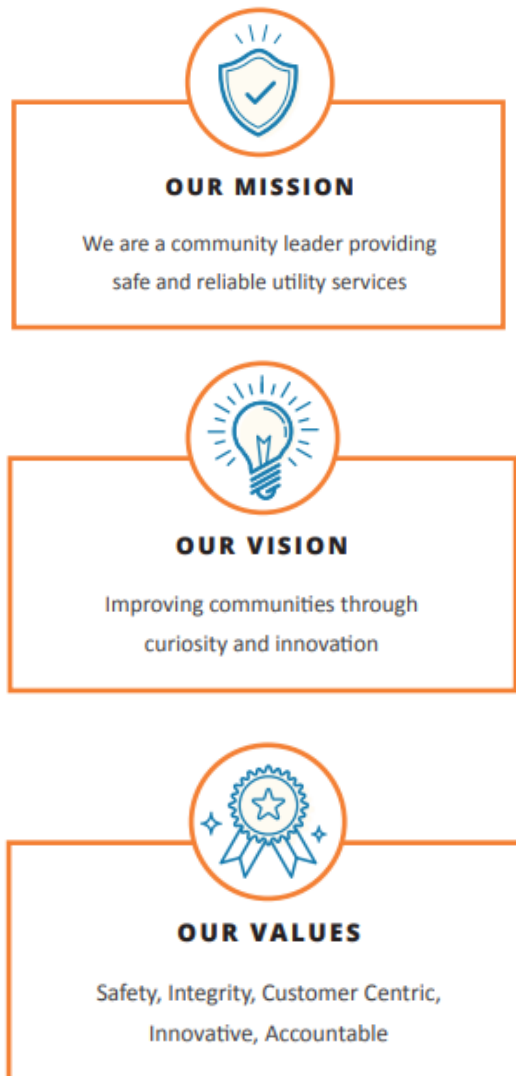 OUR MISSION
We are a community leader providing
safe and reliable utility services
OUR VISION
Improving communities through
curiosity and innovation
OUR VALUES
Safety, Integrity, Customer Centric,
Innovative, Accountable